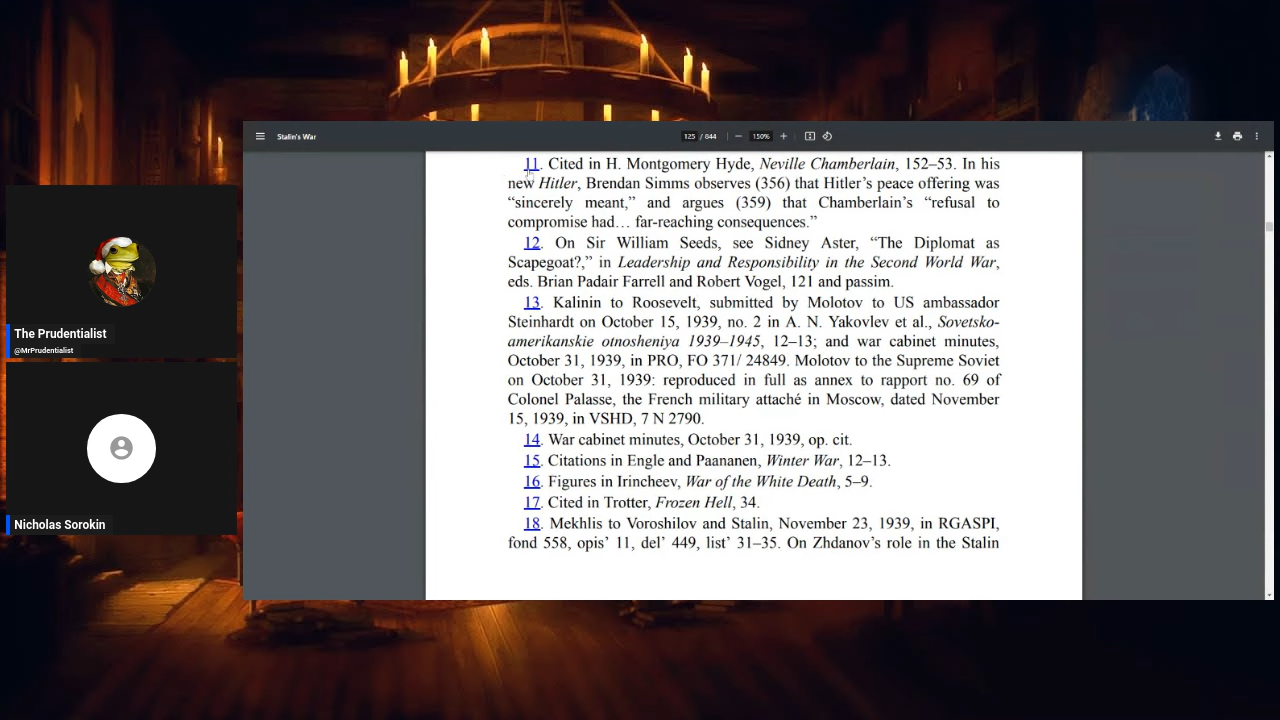 Stalin's War
125 / 844
150%
11. Cited in H. Montgomery Hyde, Neville Chamberlain, 152–53. In his
new Hitler, Brendan Simms observes (356) that Hitler's peace offering was
“sincerely meant,” and argues (359) that Chamberlain's “refusal to
compromise had… far-reaching consequences.”
12. On Sir William Seeds, see Sidney Aster, “The Diplomat as
Scapegoat?,” in Leadership and Responsibility in the Second World War,
eds. Brian Padair Farrell and Robert Vogel, 121 and passim.
13. Kalinin to Roosevelt, submitted by Molotov to US ambassador
Steinhardt on October 15, 1939, no. 2 in A. N. Yakovlev et al., Sovetsko-
amerikanskie otnosheniya 1939–1945, 12–13; and war cabinet minutes,
October 31, 1939, in PRO, FO 371/ 24849. Molotov to the Supreme Soviet
on October 31, 1939: reproduced in full as annex to rapport no. 69 of
Colonel Palasse, the French military attaché in Moscow, dated November
15, 1939, in VSHD, 7 N 2790.
14. War cabinet minutes, October 31, 1939, op. cit.
15. Citations in Engle and Paananen, Winter War, 12–13.
16. Figures in Irincheev, War of the White Death, 5–9.
17. Cited in Trotter, Frozen Hell, 34.
18. Mekhlis to Voroshilov and Stalin, November 23, 1939, in RGASPI,
fond 558, opis' 11, del' 449, list' 31–35. On Zhdanov's role in the Stalin
The Prudentialist
@MrPrudentialist
Nicholas Sorokin